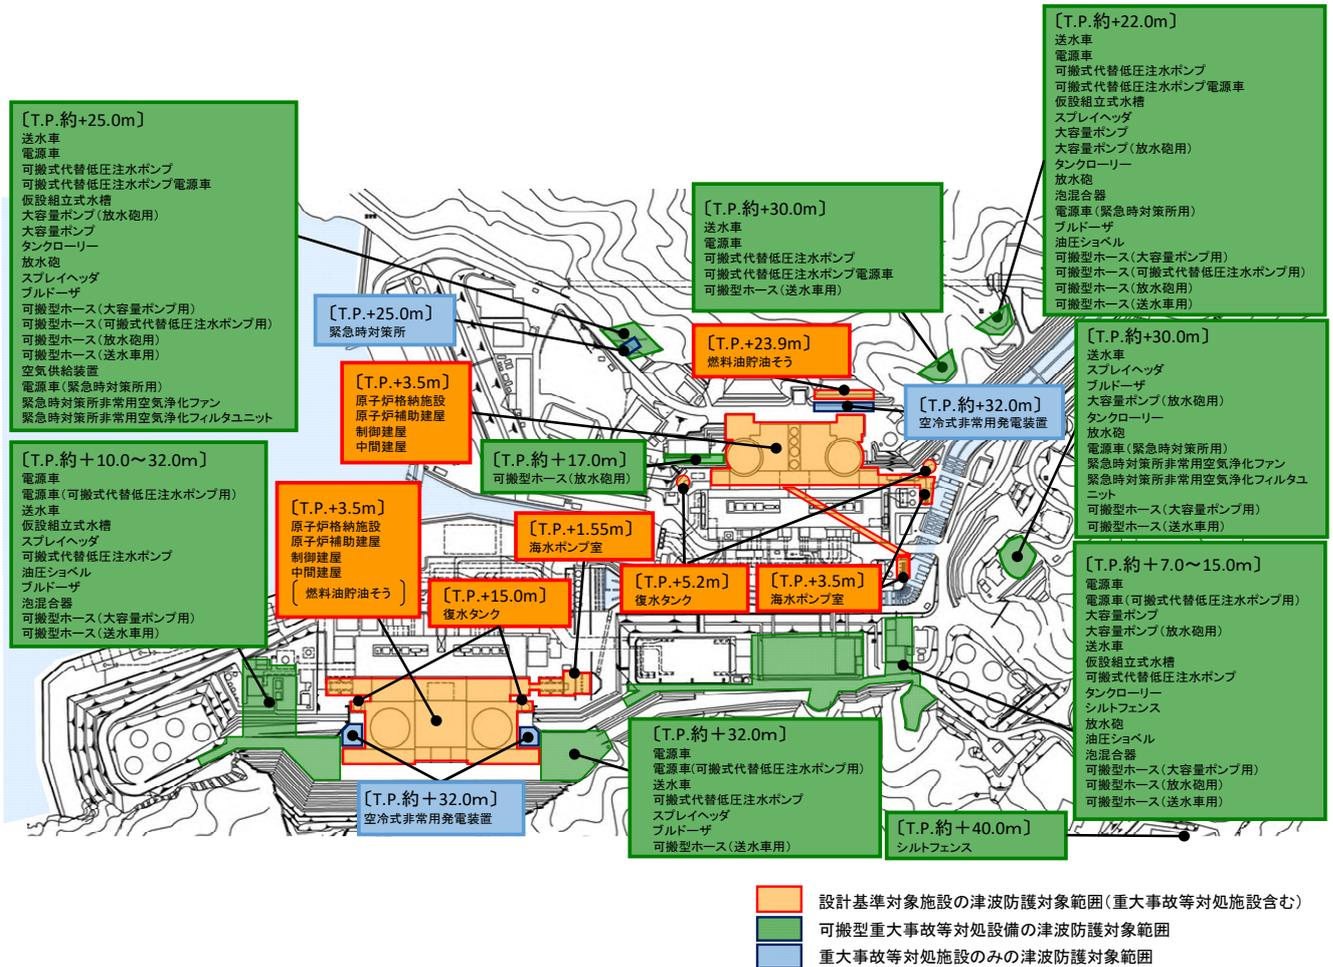 〔T.P.約+22.0m〕
送水車
電源車
可搬式代替低圧注水ポンプ
可搬式代替低圧注水ポンプ電源車
仮設組立式水槽
スプレイヘッダ
大容量ポンプ
大容量ポンプ(放水砲用)
タンクローリー
放水砲
泡混合器
電源車(緊急時対策所用)
ブルドーザ
油圧ショベル
可搬型ホース(大容量ポンプ用)
可搬型ホース(可搬式代替低圧注水ポンプ用)
可搬型ホース(放水砲用)
可搬型ホース(送水車用)
〔T.P.約+25.0m〕
送水車
電源車
可搬式代替低圧注水ポンプ
可搬式代替低圧注水ポンプ電源車
仮設組立式水槽
大容量ポンプ(放水砲用)
大容量ポンプ
タンクローリー
放水砲
スプレイヘッダ
ブルドーザ
可搬型ホース(大容量ポンプ用)
可搬型ホース(可搬式代替低圧注水ポンプ用)
可搬型ホース(放水砲用)
可搬型ホース(送水車用)
空気供給装置
電源車(緊急時対策所用)
緊急時対策所非常用空気浄化ファン
緊急時対策所非常用空気浄化フィルタユニット
〔T.P.約+30.0m〕
送水車
電源車
可搬式代替低圧注水ポンプ
可搬式代替低圧注水ポンプ電源車
可搬型ホース(送水車用)
〔T.P.+25.0m〕
緊急時対策所
〔T.P.+23.9m〕
燃料油貯油そう
〔T.P.約+30.0m〕
送水車
スプレイヘッダ
ブルドーザ
大容量ポンプ(放水砲用)
タンクローリー
放水砲
電源車(緊急時対策所用)
緊急時対策所非常用空気浄化ファン
緊急時対策所非常用空気浄化フィルタユ
ニット
可搬型ホース(大容量ポンプ用)
可搬型ホース(送水車用)
〔T.P.+3.5m〕
原子炉格納施設
原子炉補助建屋
制御建屋
中間建屋
〔T.P.約+32.0m〕
空冷式非常用発電装置
〔T.P.約+17.0m〕
可搬型ホース(放水砲用)
〔T.P.約+10.0～32.0m〕
電源車
電源車(可搬式代替低圧注水ポンプ用)
送水車
仮設組立式水槽
スプレイヘッダ
可搬式代替低圧注水ポンプ
油圧ショベル
ブルドーザ
泡混合器
可搬型ホース(大容量ポンプ用)
可搬型ホース(送水車用)
〔T.P.+3.5m〕
原子炉格納施設
原子炉補助建屋
制御建屋
中間建屋
〔燃料油貯油そう〕
〔T.P.+1.55m〕
海水ポンプ室
〔T.P.+15.0m〕
復水タンク
〔T.P.+5.2m〕
復水タンク
〔T.P.+3.5m〕
海水ポンプ室
〔T.P.約+7.0～15.0m〕
電源車
電源車(可搬式代替低圧注水ポンプ用)
大容量ポンプ
大容量ポンプ(放水砲用)
送水車
仮設組立式水槽
可搬式代替低圧注水ポンプ
タンクローリー
シルトフェンス
放水砲
油圧ショベル
泡混合器
可搬型ホース(大容量ポンプ用)
可搬型ホース(放水砲用)
可搬型ホース(送水車用)
〔T.P.約+32.0m〕
電源車
電源車(可搬式代替低圧注水ポンプ用)
送水車
可搬式代替低圧注水ポンプ
スプレイヘッダ
ブルドーザ
可搬型ホース(送水車用)
〔T.P.約+32.0m〕
空冷式非常用発電装置
〔T.P.約+40.0m〕
シルトフェンス
設計基準対象施設の津波防護対象範囲(重大事故等対処施設含む)
可搬型重大事故等対処設備の津波防護対象範囲
重大事故等対処施設のみの津波防護対象範囲